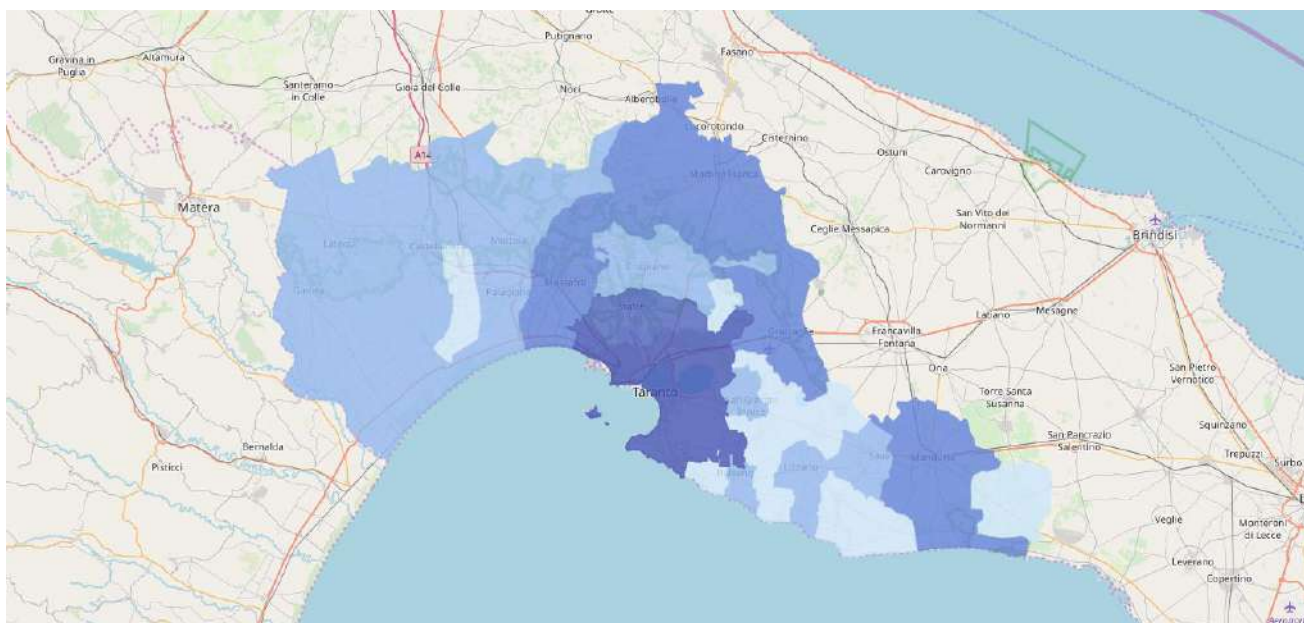 Putignano
Gravina in
Puglia
Altamura
Fasano
Santeramo
in Colle
Gioia del Colle
Noci
Alberobello
Locorotondo
Cisternino
A14
Ostuni
Carovigno
Martina Franca
Matera
San Vito dei
Normanni
Ceglie Messapica
Brindisi
Laterza
Mottola
Crispiano
Ginosa
Palagiano
Massafra
Latiano
Mesagne
Grottaglie
Francavilla
Fontana
Oria
San Pietro
Vernotico
Taranto
Torre Santa
Susanna
Squinzano
Bernalda
San Pancrazio
Salentino
Trepuzzi
Pisticci
Lizzano
Sava
Manduria
Surbo
Veglie
Monteroni
di Lecce
Leverano
Copertino